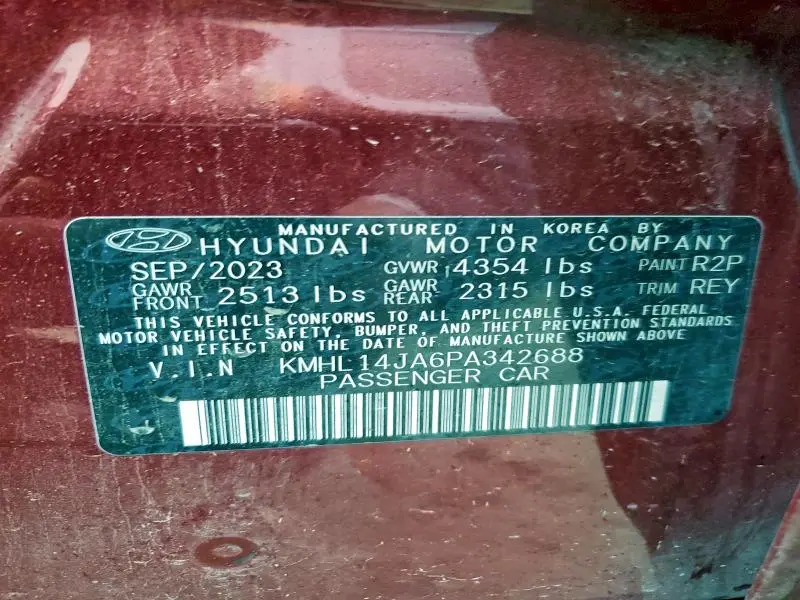 MANUFACTURED IN KOREA BY
HYUNDAI MOTOR COMPANY
SEP/2023 GVWR 4354 lbs PAINT R2P
GAWR FRONT 2513 lbs GAWR REAR 2315 lbs TRIM REY
THIS VEHICLE CONFORMS TO ALL APPLICABLE U.S.A. FEDERAL
MOTOR VEHICLE SAFETY, BUMPER, AND THEFT PREVENTION STANDARDS
IN EFFECT ON THE DATE OF MANUFACTURE SHOWN ABOVE
V.I.N KMHL14JA6PA342688
PASSENGER CAR